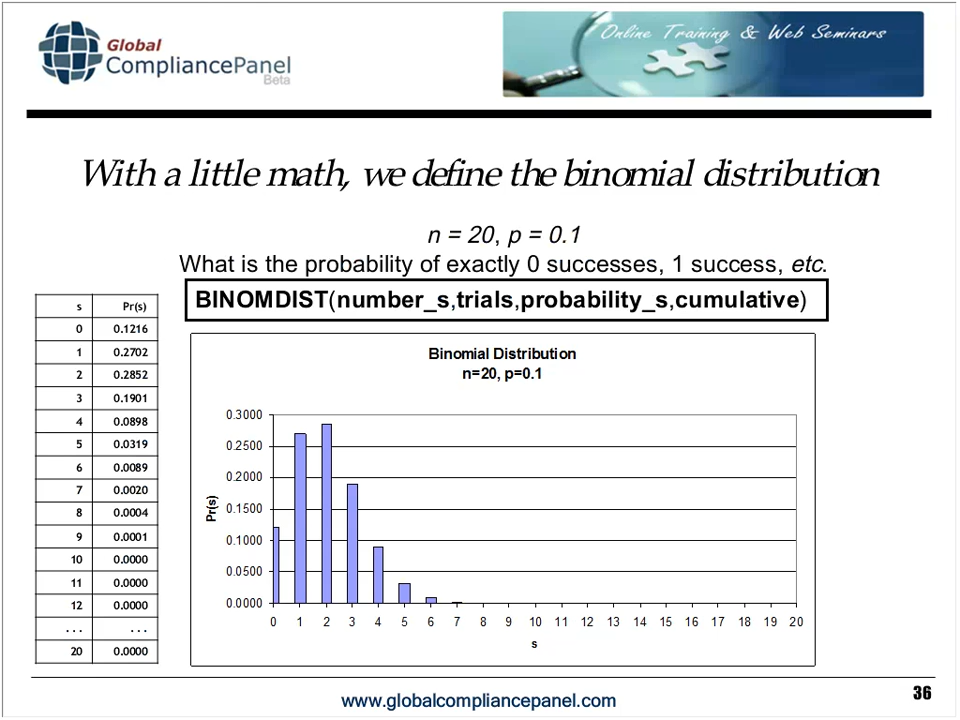 Global
CompliancePanel
Beta
Online Training & Web Seminars
With a little math, we define the binomial distribution
n = 20, p = 0.1
What is the probability of exactly 0 successes, 1 success, etc.
BINOMDIST(number_s,trials,probability_s,cumulative)
s Pr(s)
0 0.1216
1 0.2702
2 0.2852
3 0.1901
4 0.0898
5 0.0319
6 0.0089
7 0.0020
8 0.0004
9 0.0001
10 0.0000
11 0.0000
12 0.0000
... ...
20 0.0000
Binomial Distribution
n=20, p=0.1
Pr(s)
0.3000
0.2500
0.2000
0.1500
0.1000
0.0500
0.0000
0 1 2 3 4 5 6 7 8 9 10 11 12 13 14 15 16 17 18 19 20
s
www.globalcompliancepanel.com
36